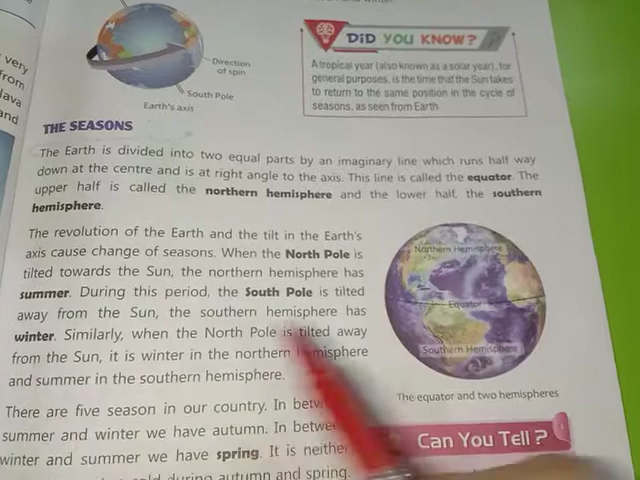 very
from
lava
and
Direction
of spin
South Pole
Earth's axis
DID YOU KNOW?
A tropical year (also known as a solar year), for
general purposes, is the time that the Sun takes
to return to the same position in the cycle of
seasons, as seen from Earth.
THE SEASONS
The Earth is divided into two equal parts by an imaginary line which runs half way
down at the centre and is at right angle to the axis. This line is called the equator. The
upper half is called the northern hemisphere and the lower half, the southern
hemisphere.
The revolution of the Earth and the tilt in the Earth's
axis cause change of seasons. When the North Pole is
tilted towards the Sun, the northern hemisphere has
summer. During this period, the South Pole is tilted
away from the Sun, the southern hemisphere has
winter. Similarly, when the North Pole is tilted away
from the Sun, it is winter in the northern hemisphere
and summer in the southern hemisphere.
Northern Hemisphere
Equator
Southern Hemisphere
The equator and two hemispheres
There are five season in our country. In
summer and winter we have autumn. In
winter and summer we have spring. It is
during autumn and spring.
Can You Tell ?